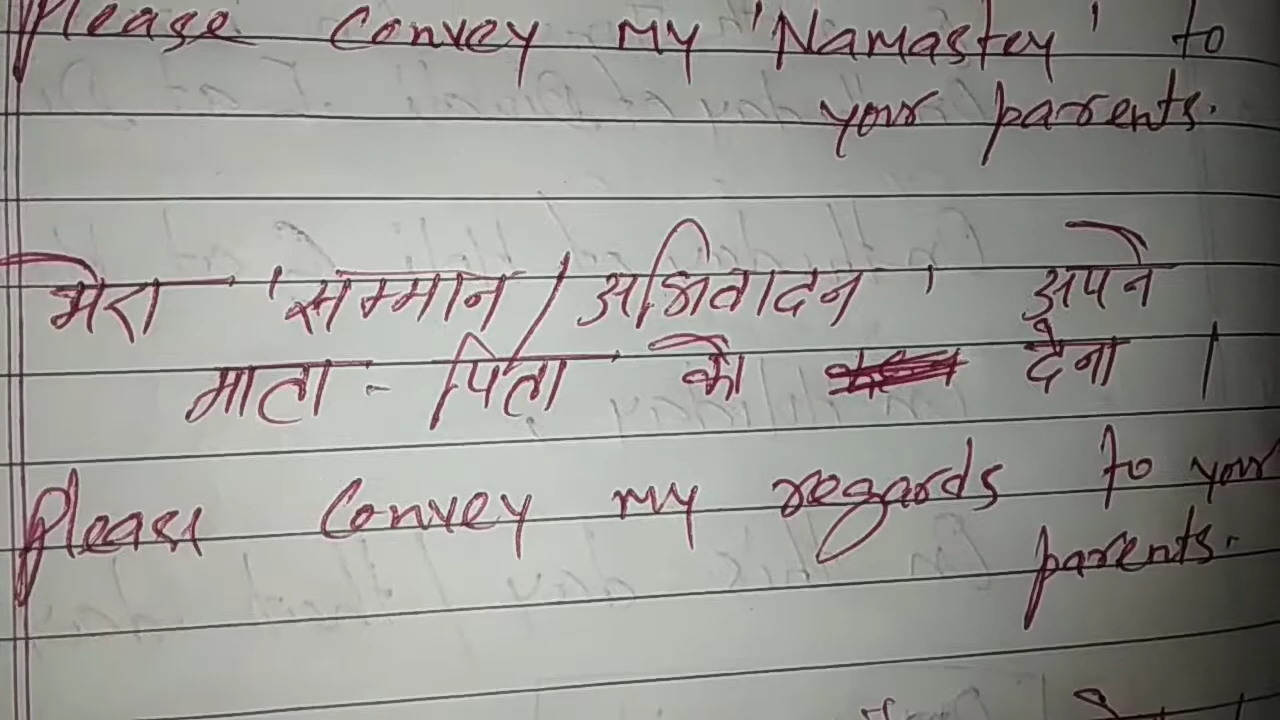 Please convey my 'Namastey' to
your parents.
मेरा 'सम्मान / अभिवादन' अपने
माता - पिता को देना ।
Please convey my regards to your
parents.